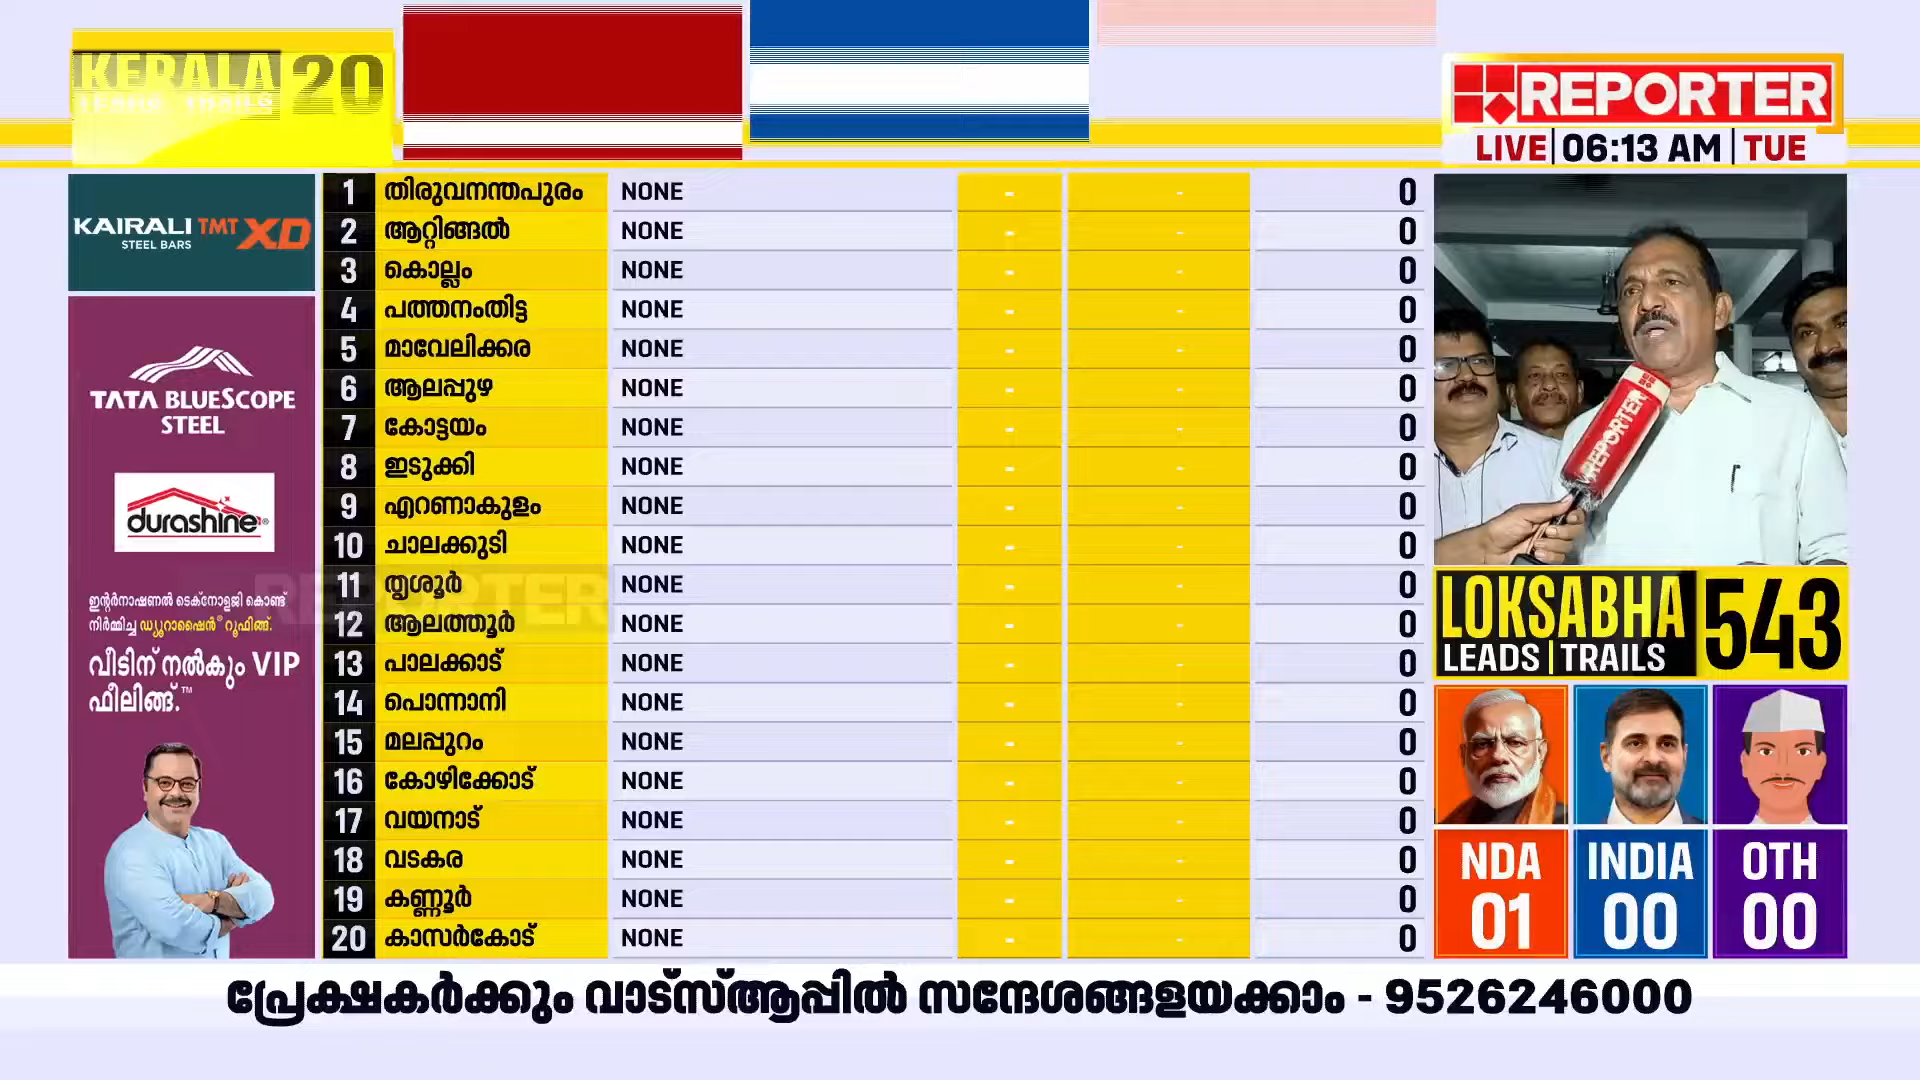 KERALA 20
LEADS TRAILS
REPORTER
LIVE | 06:13 AM | TUE
KAIRALI TMT XD
STEEL BARS
TATA BLUESCOPE
STEEL
durashine®
ഇന്റർനാഷണൽ ടെക്നോളജി കൊണ്ട്
നിർമ്മിച്ച ഡ്യൂറാഷൈൻ® റൂഫിങ്ങ്.
വീടിന് നൽകും VIP
ഫീലിങ്ങ്.™
1 തിരുവനന്തപുരം NONE - - 0
2 ആറ്റിങ്ങൽ NONE - - 0
3 കൊല്ലം NONE - - 0
4 പത്തനംതിട്ട NONE - - 0
5 മാവേലിക്കര NONE - - 0
6 ആലപ്പുഴ NONE - - 0
7 കോട്ടയം NONE - - 0
8 ഇടുക്കി NONE - - 0
9 എറണാകുളം NONE - - 0
10 ചാലക്കുടി NONE - - 0
11 തൃശൂർ NONE - - 0
12 ആലത്തൂർ NONE - - 0
13 പാലക്കാട് NONE - - 0
14 പൊന്നാനി NONE - - 0
15 മലപ്പുറം NONE - - 0
16 കോഴിക്കോട് NONE - - 0
17 വയനാട് NONE - - 0
18 വടകര NONE - - 0
19 കണ്ണൂർ NONE - - 0
20 കാസർകോട് NONE - - 0
REPORTER
REPORTER
LOKSABHA 543
LEADS | TRAILS
NDA INDIA OTH
01 00 00
പ്രേക്ഷകർക്കും വാട്സ്ആപ്പിൽ സന്ദേശങ്ങളയക്കാം - 9526246000